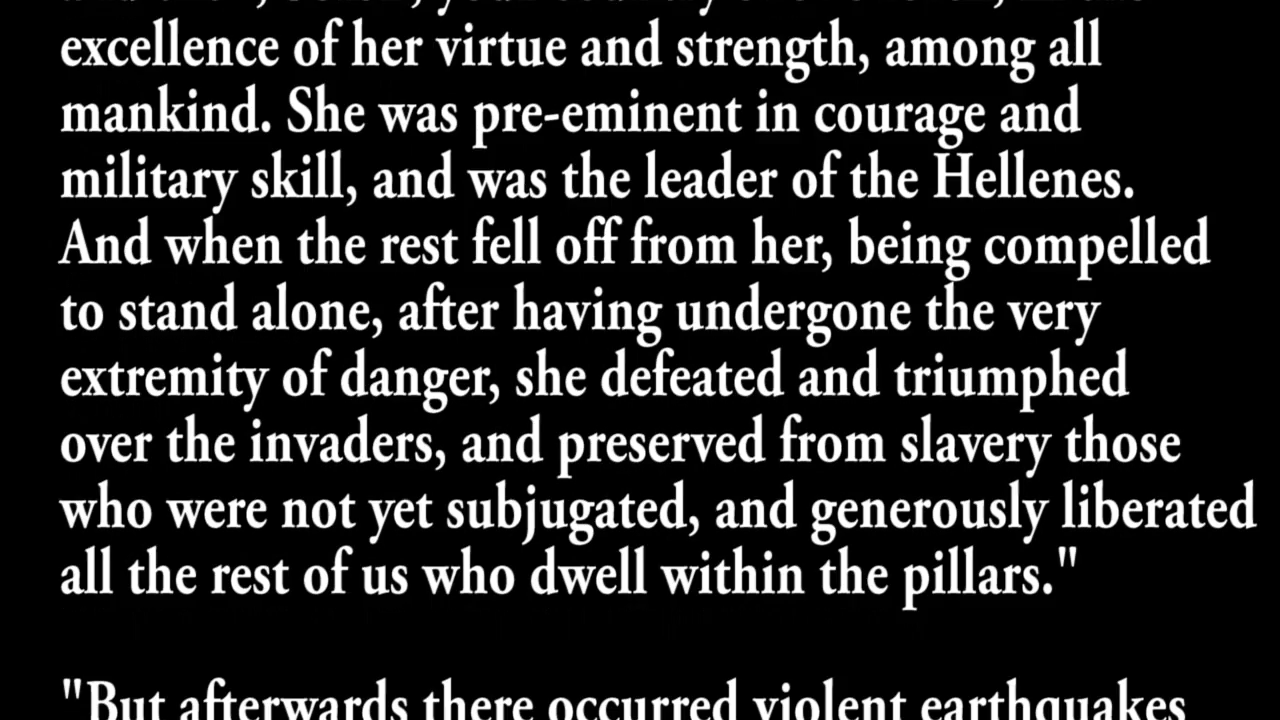 excellence of her virtue and strength, among all
mankind. She was pre-eminent in courage and
military skill, and was the leader of the Hellenes.
And when the rest fell off from her, being compelled
to stand alone, after having undergone the very
extremity of danger, she defeated and triumphed
over the invaders, and preserved from slavery those
who were not yet subjugated, and generously liberated
all the rest of us who dwell within the pillars."
"But afterwards there occurred violent earthquakes